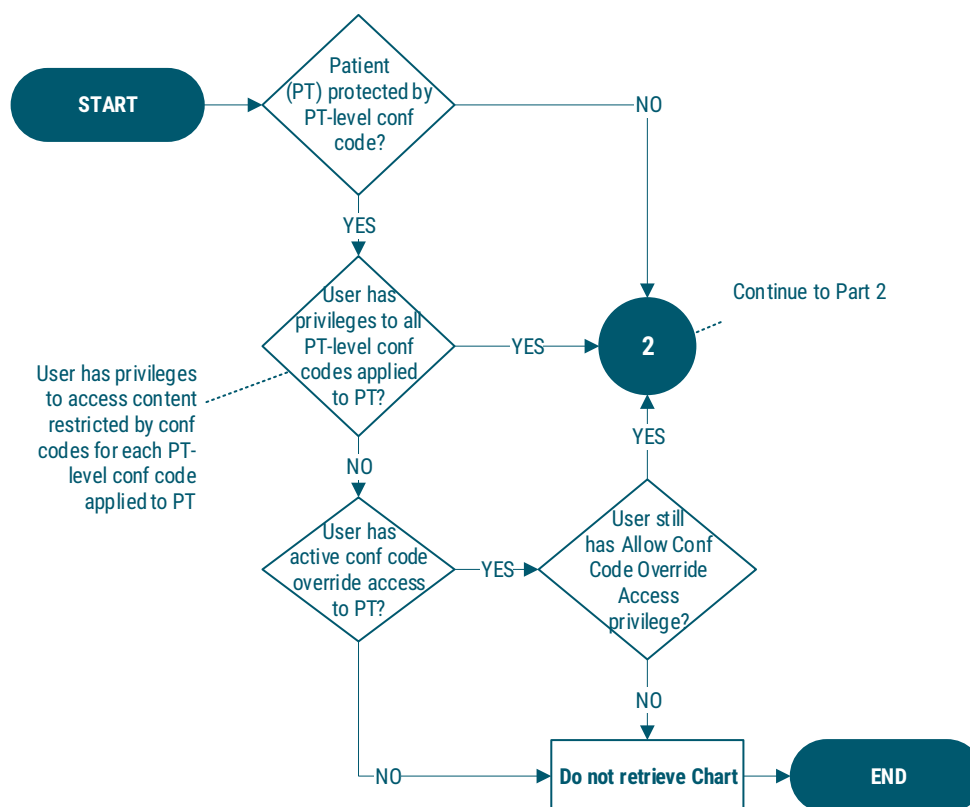 Patient
(PT) protected by
PT-level conf
code?
START
NO
YES
User has
privileges to all
PT-level conf
codes applied
to PT?
YES
2
Continue to Part 2
User has privileges
to access content
restricted by conf
codes for each PT-
level conf code
applied to PT
NO
YES
User has
active conf code
override access
to PT?
YES
User still
has Allow Conf
Code Override
Access
privilege?
NO
NO
Do not retrieve Chart
END